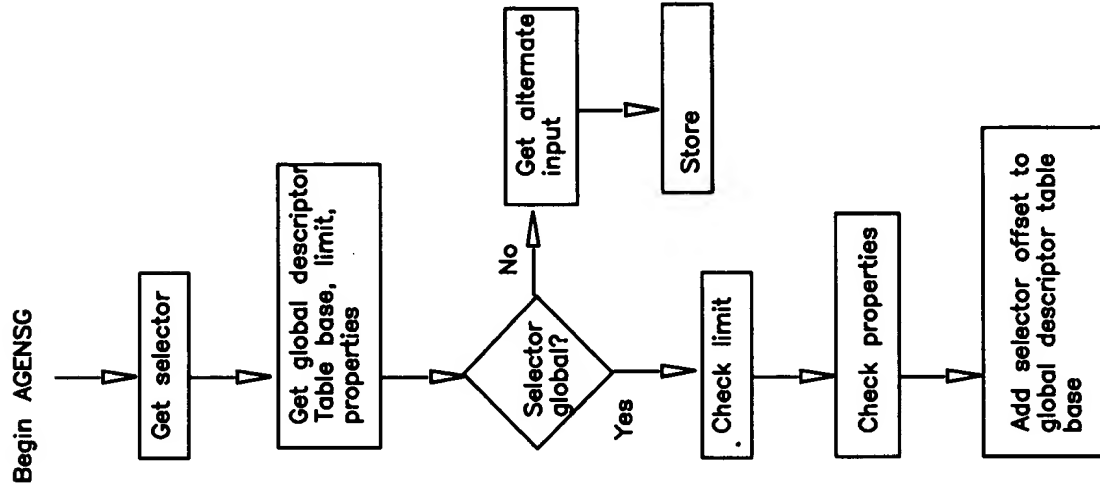 Begin AGENSG
Get selector
Get global descriptor
Table base, limit,
properties
Selector
global?
No
Get alternate
input
Store
Yes
Check limit
Check properties
Add selector offset to
global descriptor table
base